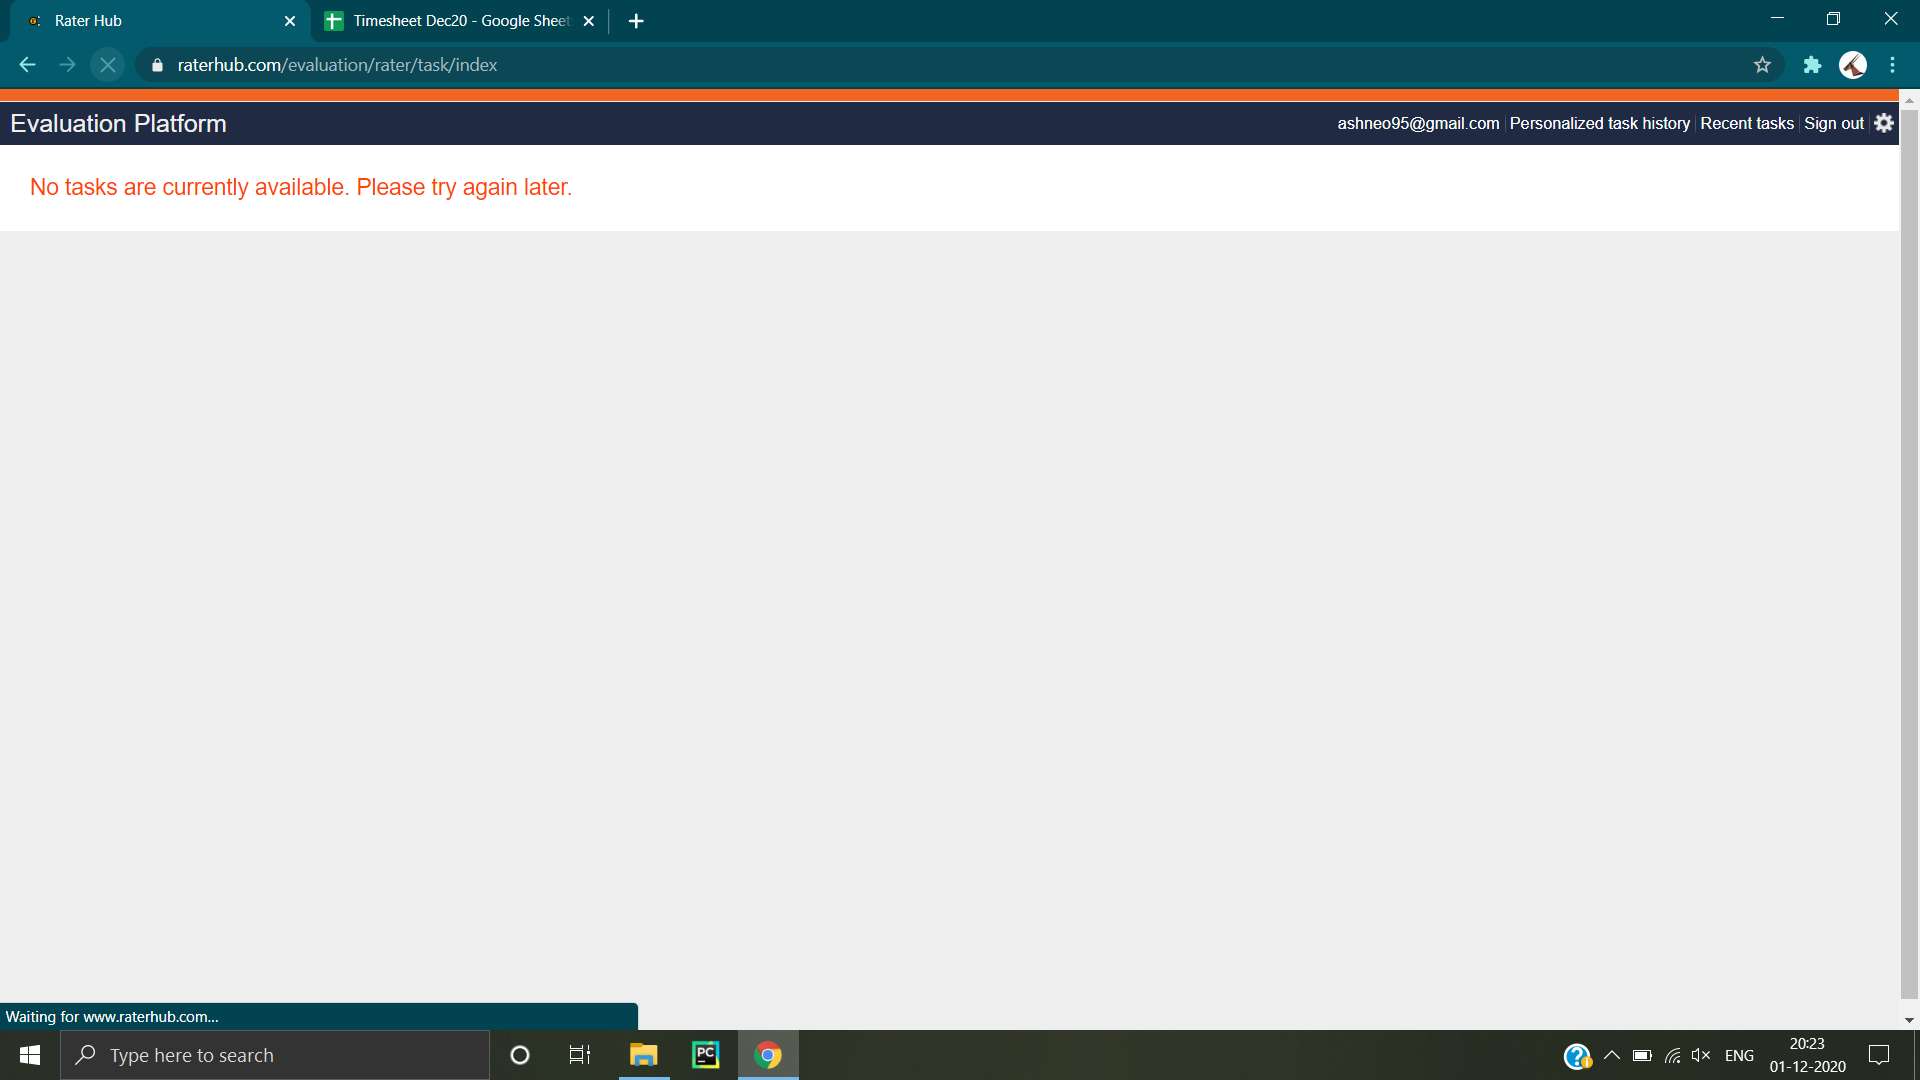 Rater Hub
Timesheet Dec20 - Google Sheet
raterhub.com/evaluation/rater/task/index
Evaluation Platform
ashneo95@gmail.com Personalized task history Recent tasks Sign out
No tasks are currently available. Please try again later.
Waiting for www.raterhub.com...
Type here to search
PC
ENG
20:23
01-12-2020